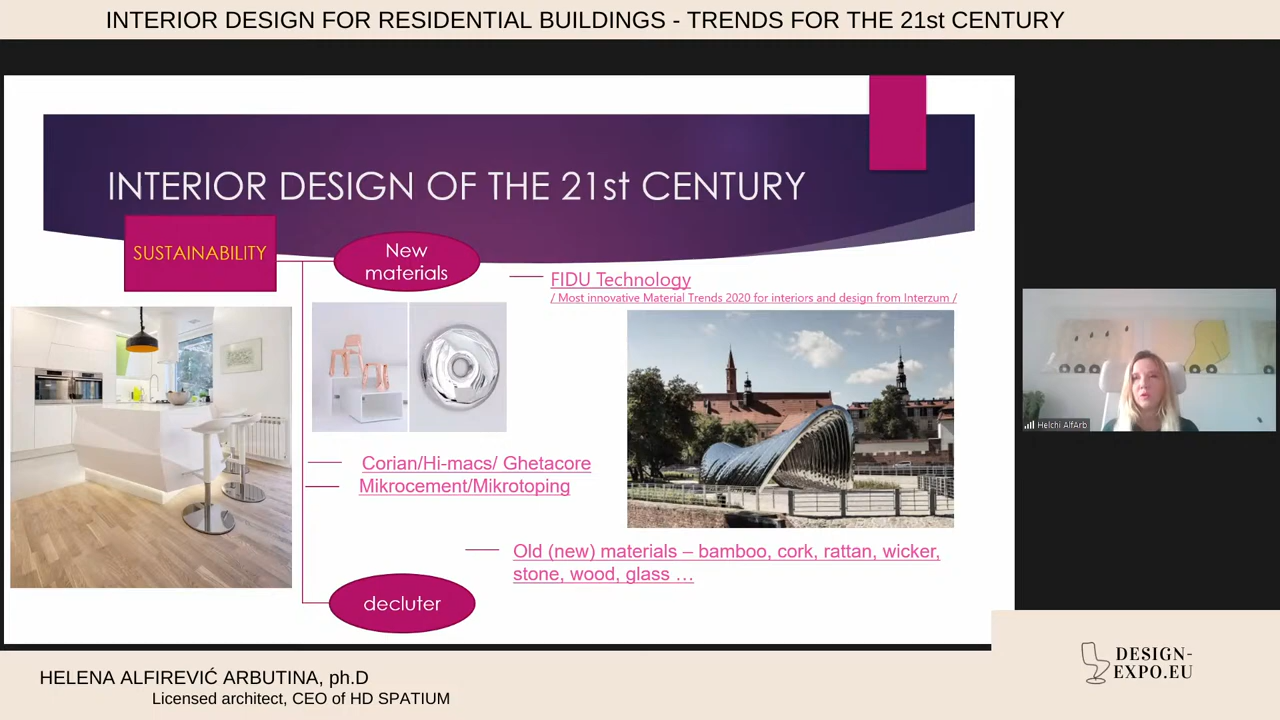 INTERIOR DESIGN FOR RESIDENTIAL BUILDINGS - TRENDS FOR THE 21st CENTURY
INTERIOR DESIGN OF THE 21st CENTURY
SUSTAINABILITY
New
materials
FIDU Technology
/ Most innovative Material Trends 2020 for interiors and design from Interzum /
Corian/Hi-macs/ Ghetacore
Mikrocement/Mikrotoping
Old (new) materials – bamboo, cork, rattan, wicker,
stone, wood, glass …
decluter
Helchi AlfArb
HELENA ALFIREVIĆ ARBUTINA, ph.D
Licensed architect, CEO of HD SPATIUM
DESIGN-
EXPO.EU